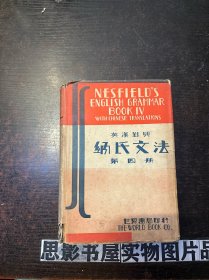 NESFIELD'S
ENGLISH GRAMMAR
BOOK IV
WITH CHINESE TRANSLATIONS
英漢對照
納氏文法
第四冊
世界書局印行
THE WORLD BOOK CO.
思影书屋实物图片品